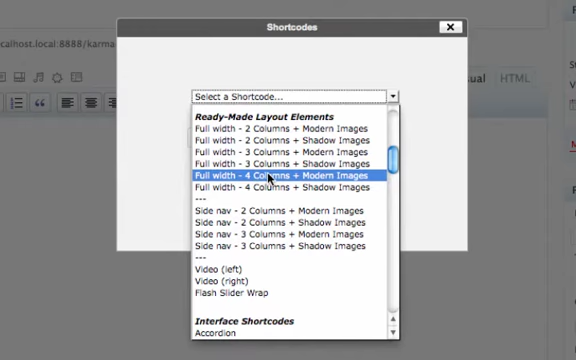 Shortcodes
localhost.local:8888/karma
HTML
Select a Shortcode...
Ready-Made Layout Elements
Full width - 2 Columns + Modern Images
Full width - 2 Columns + Shadow Images
Full width - 3 Columns + Modern Images
Full width - 3 Columns + Shadow Images
Full width - 4 Columns + Modern Images
Full width - 4 Columns + Shadow Images
---
Side nav - 2 Columns + Modern Images
Side nav - 2 Columns + Shadow Images
Side nav - 3 Columns + Modern Images
Side nav - 3 Columns + Shadow Images
---
Video (left)
Video (right)
Flash Slider Wrap
Interface Shortcodes
Accordion